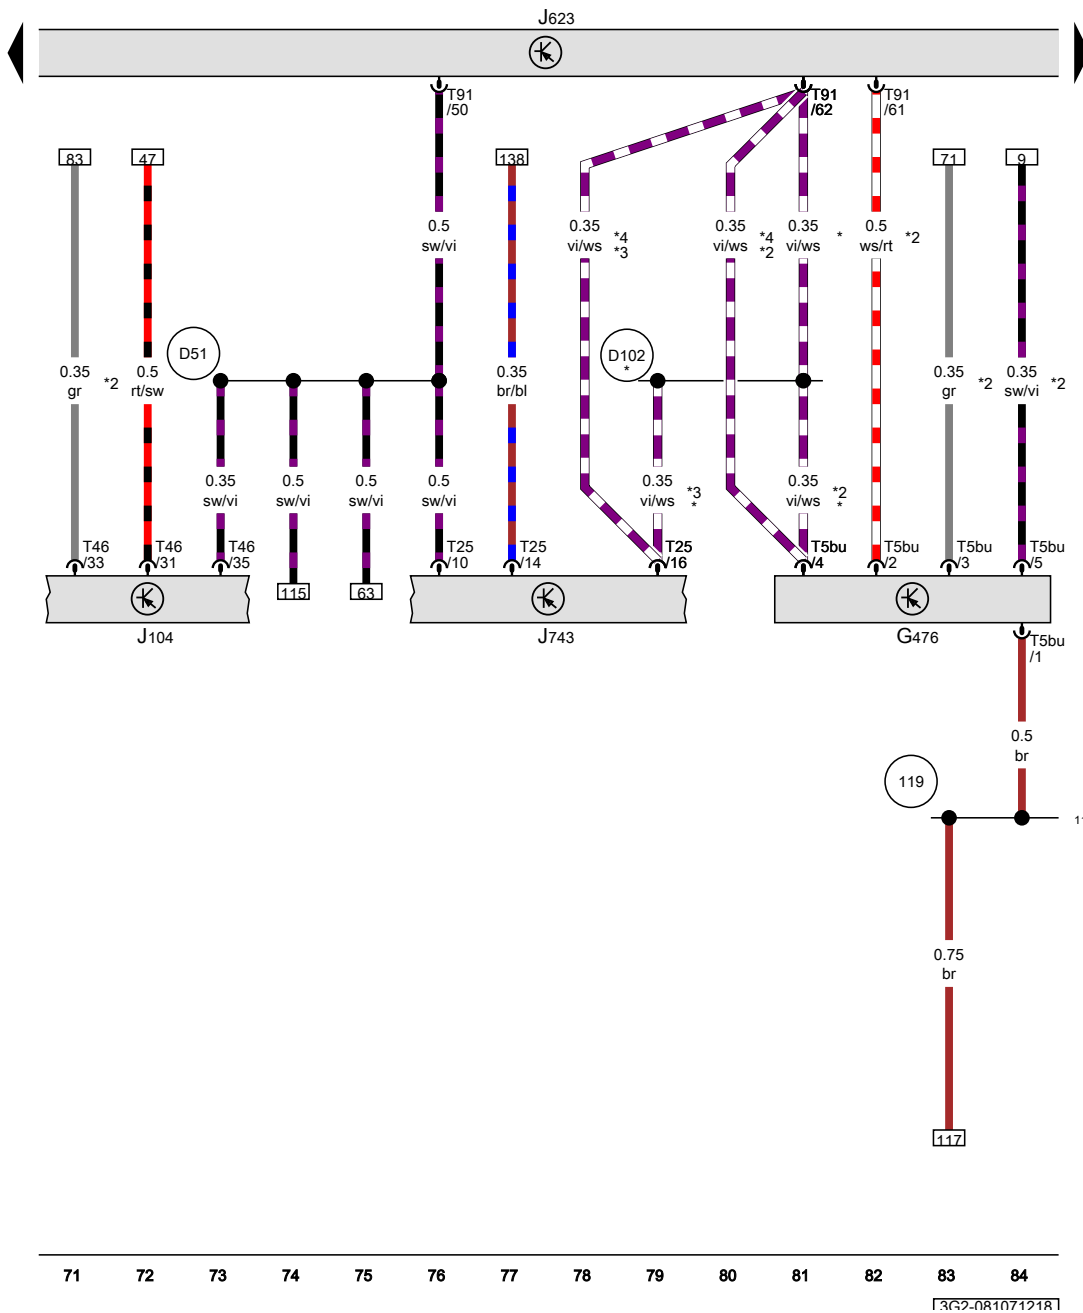 J623
T91
/50
T91
/62
T91
/61
83
47
138
71
9
0.5
sw/vi
0.35
vi/ws
*4
*3
0.35
vi/ws
*4
*2
0.35
vi/ws
*
0.5
ws/rt
*2
D51
D102
*
0.35
gr
*2
0.5
rt/sw
0.35
br/bl
0.35
gr
*2
0.35
sw/vi
*2
0.35
sw/vi
0.5
sw/vi
0.5
sw/vi
0.5
sw/vi
0.35
vi/ws
*3
*
0.35
vi/ws
*2
*
T46
/33
T46
/31
T46
/35
T25
/10
T25
/14
T25
/16
T5bu
/4
T5bu
/2
T5bu
/3
T5bu
/5
115
63
J104
J743
G476
T5bu
/1
0.5
br
119
11
0.75
br
117
71 72 73 74 75 76 77 78 79 80 81 82 83 84
3G2-081071218